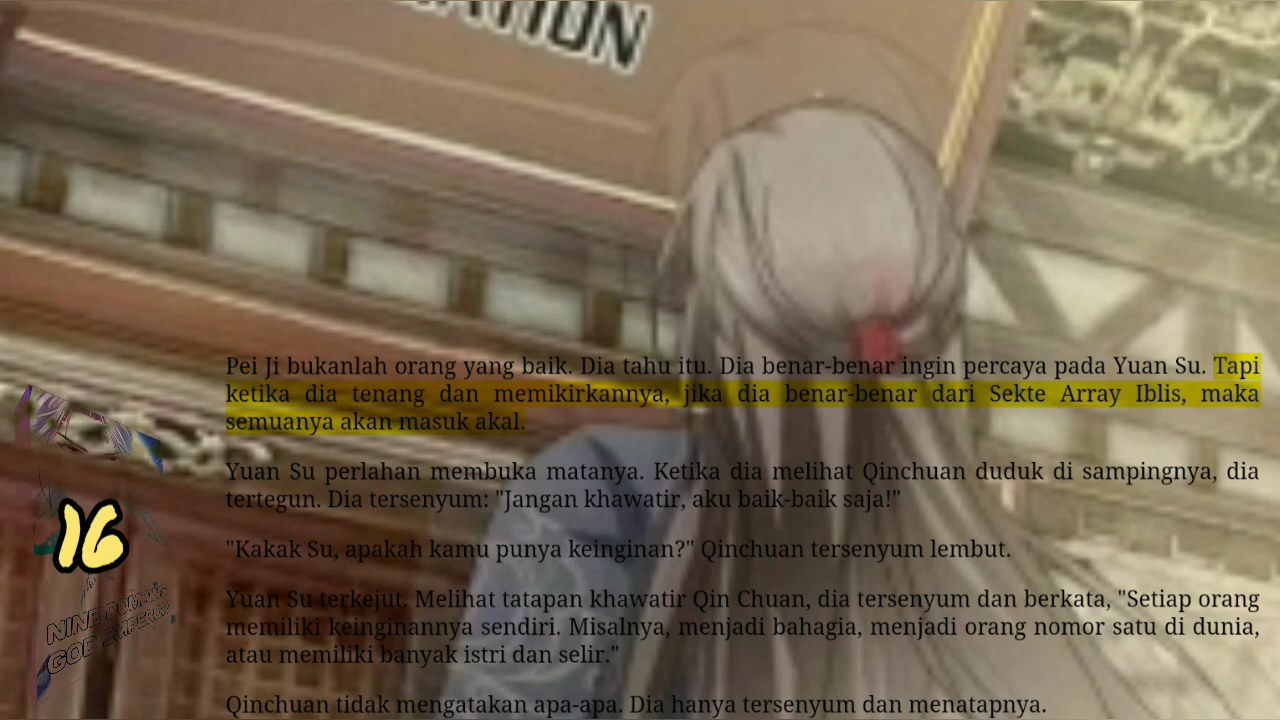 ATION
Pei Ji bukanlah orang yang baik. Dia tahu itu. Dia benar-benar ingin percaya pada Yuan Su. Tapi
ketika dia tenang dan memikirkannya, jika dia benar-benar dari Sekte Array Iblis, maka
semuanya akan masuk akal.
Yuan Su perlahan membuka matanya. Ketika dia melihat Qinchuan duduk di sampingnya, dia
tertegun. Dia tersenyum: "Jangan khawatir, aku baik-baik saja!"
"Kakak Su, apakah kamu punya keinginan?" Qinchuan tersenyum lembut.
Yuan Su terkejut. Melihat tatapan khawatir Qin Chuan, dia tersenyum dan berkata, "Setiap orang
memiliki keinginannya sendiri. Misalnya, menjadi bahagia, menjadi orang nomor satu di dunia,
atau memiliki banyak istri dan selir."
Qinchuan tidak mengatakan apa-apa. Dia hanya tersenyum dan menatapnya.
16
NINE DOMAINS
GOD EMPEROR